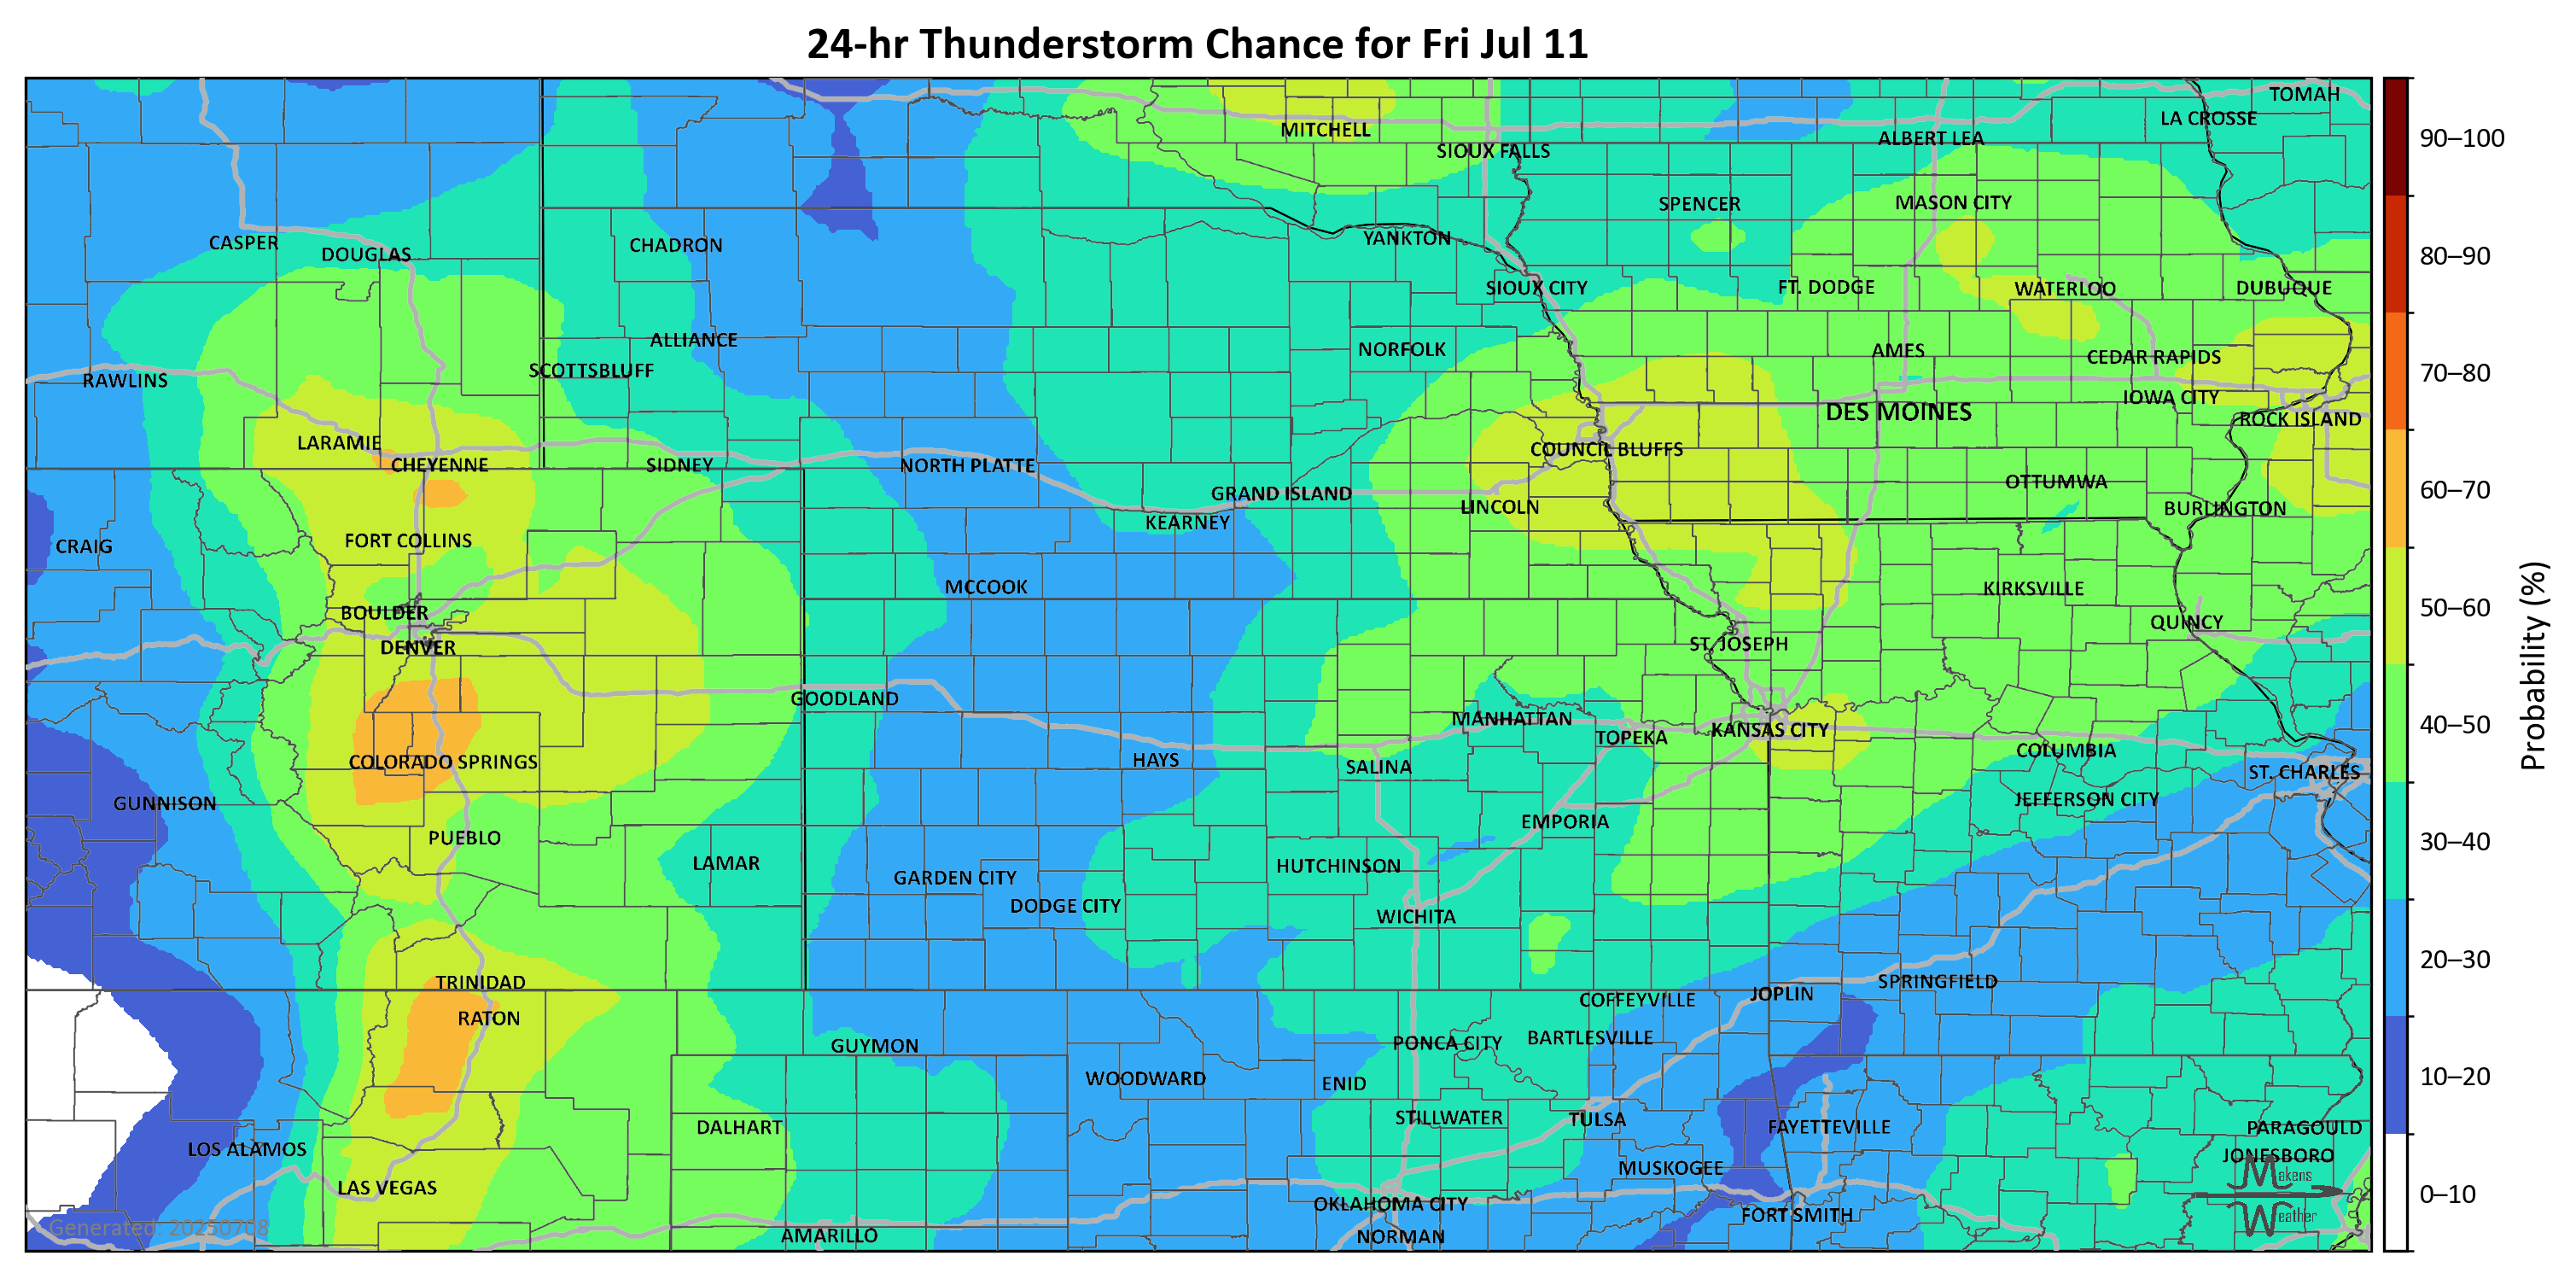 24-hr Thunderstorm Chance for Fri Jul 11
TOMAH
LA CROSSE
MITCHELL
ALBERT LEA
SIOUX FALLS
SPENCER
MASON CITY
CASPER
DOUGLAS
CHADRON
YANKTON
SIOUX CITY
FT. DODGE
WATERLOO
DUBUQUE
ALLIANCE
NORFOLK
AMES
CEDAR RAPIDS
RAWLINS
SCOTTSBLUFF
IOWA CITY
DES MOINES
ROCK ISLAND
LARAMIE
COUNCIL BLUFFS
CHEYENNE
SIDNEY
NORTH PLATTE
OTTUMWA
GRAND ISLAND
LINCOLN
BURLINGTON
KEARNEY
CRAIG
FORT COLLINS
MCCOOK
KIRKSVILLE
BOULDER
QUINCY
DENVER
ST. JOSEPH
GOODLAND
MANHATTAN
KANSAS CITY
TOPEKA
COLUMBIA
COLORADO SPRINGS
HAYS
SALINA
ST. CHARLES
GUNNISON
JEFFERSON CITY
EMPORIA
PUEBLO
LAMAR
HUTCHINSON
GARDEN CITY
DODGE CITY
WICHITA
TRINIDAD
SPRINGFIELD
JOPLIN
COFFEYVILLE
RATON
BARTLESVILLE
PONCA CITY
GUYMON
WOODWARD
ENID
STILLWATER
TULSA
DALHART
FAYETTEVILLE
PARAGOULD
LOS ALAMOS
JONESBORO
MUSKOGEE
LAS VEGAS
OKLAHOMA CITY
FORT SMITH
AMARILLO
NORMAN
Generated: 20250708
Makens
Weather
90–100
80–90
70–80
60–70
50–60
40–50
30–40
20–30
10–20
0–10
Probability (%)